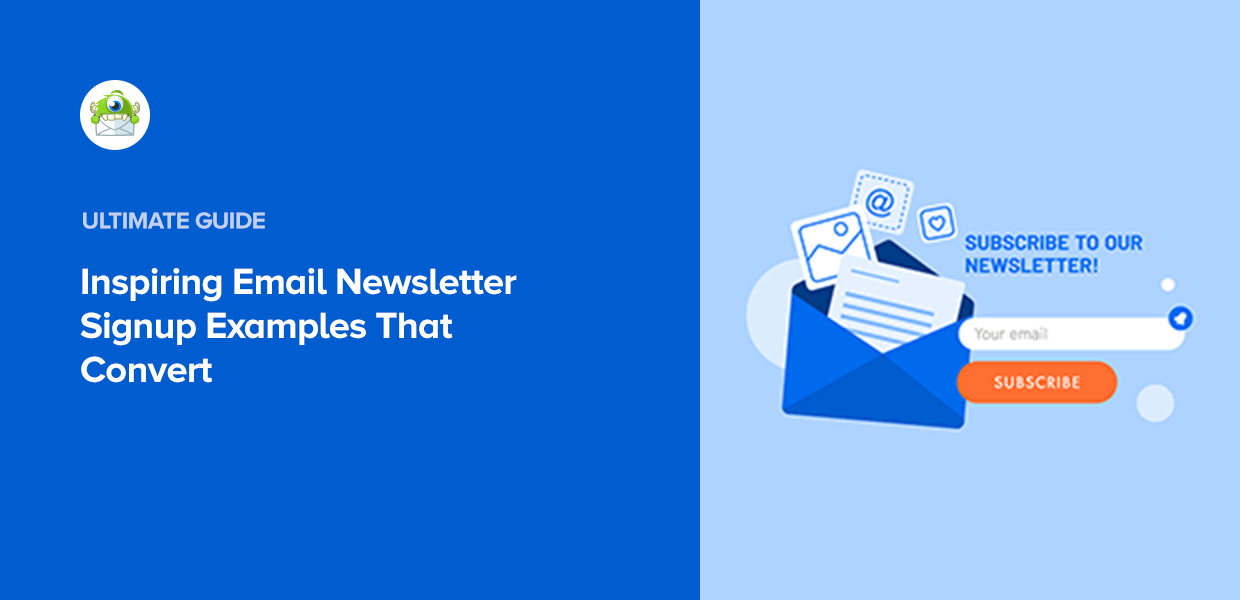 ULTIMATE GUIDE
Inspiring Email Newsletter
Signup Examples That
Convert
@
SUBSCRIBE TO OUR
NEWSLETTER!
Your email
SUBSCRIBE